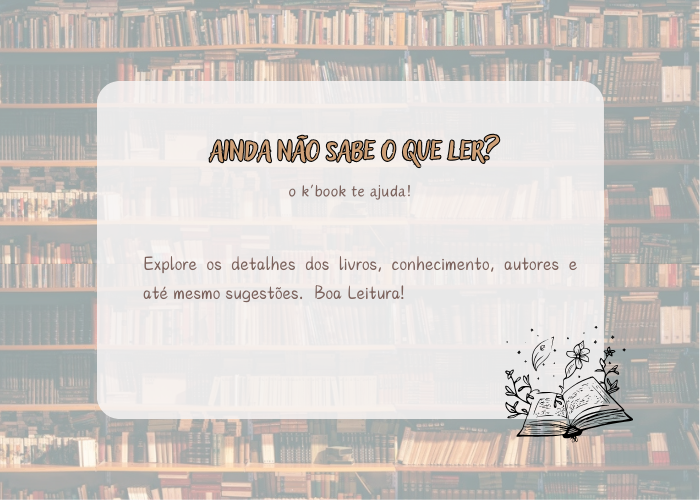 AINDA NÃO SABE O QUE LER?
o k'book te ajuda!
Explore os detalhes dos livros, conhecimento, autores e
até mesmo sugestões. Boa Leitura!